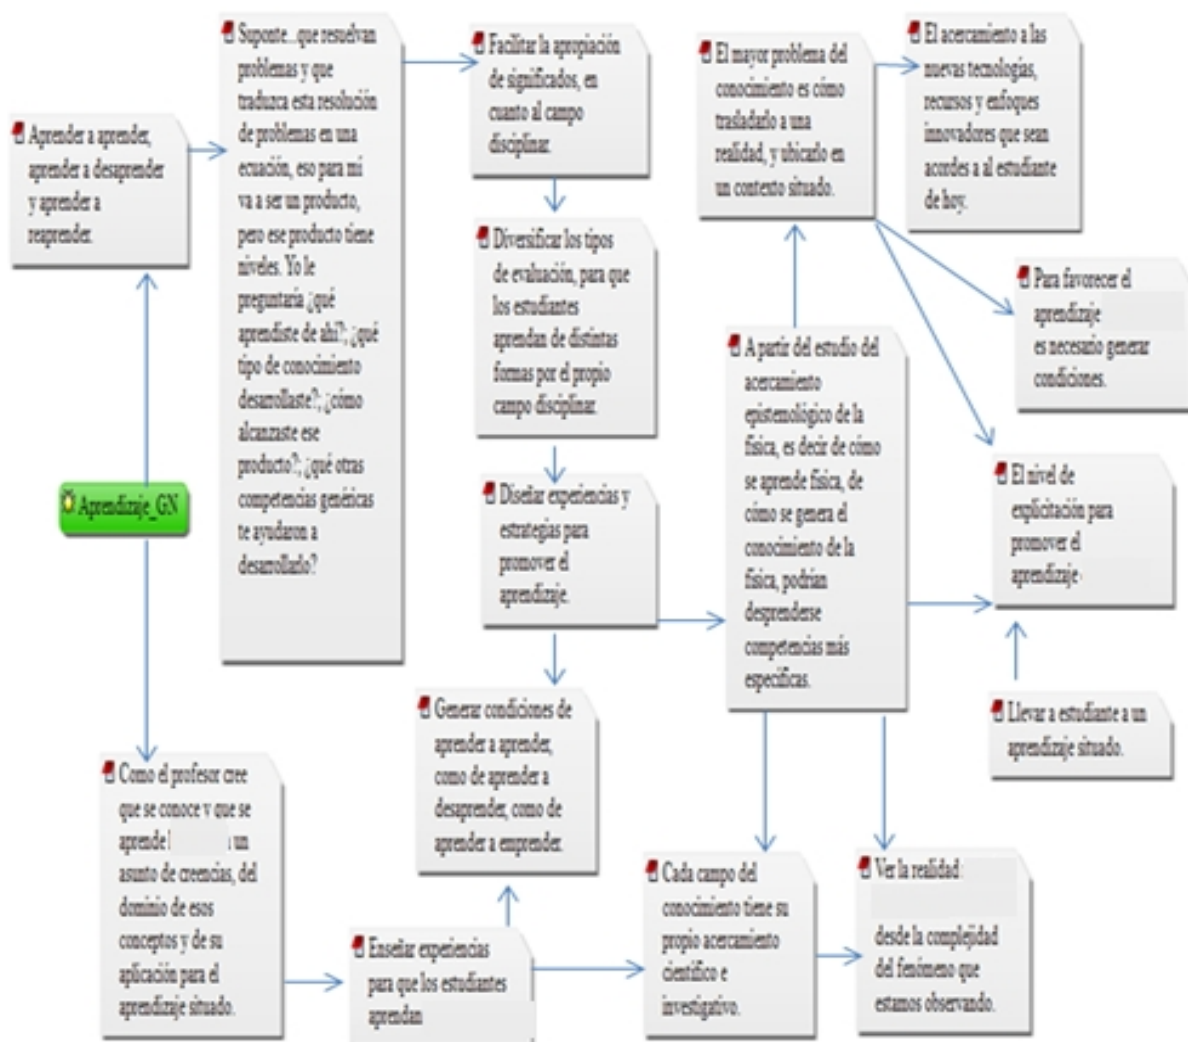 Aprender a aprender,
aprender a desaprender
y aprender a
reaprender.
Suponte...que resuelvan
problemas y que
traduzca esta resolución
de problemas en una
ecuación, eso para mi
va a ser un producto,
pero ese producto tiene
niveles. Yo le
preguntaría ¿qué
aprendiste de ahí?; ¿qué
tipo de conocimiento
desarrollaste?; ¿cómo
alcanzaste ese
producto?; ¿qué otras
competencias genéricas
te ayudaron a
desarrollarlo?
Facilitar la apropiación
de significados, en
cuanto al campo
disciplinar.
Diversificar los tipos
de evaluación, para que
los estudiantes
aprendan de distintas
formas por el propio
campo disciplinar.
Diseñar experiencias y
estrategias para
promover el
aprendizaje.
Generar condiciones de
aprender a aprender,
como de aprender a
desaprender, como de
aprender a emprender.
El mayor problema del
conocimiento es cómo
trasladarlo a una
realidad, y ubicarlo en
un contexto situado.
El acercamiento a las
nuevas tecnologías,
recursos y enfoques
innovadores que sean
acordes a al estudiante
de hoy.
Para favorecer el
aprendizaje
es necesario generar
condiciones.
A partir del estudio del
acercamiento
epistemológico de la
física, es decir de cómo
se aprende física, de
cómo se genera el
conocimiento de la
física, podrían
desprenderse
competencias más
específicas.
El nivel de
explicitación para
promover el
aprendizaje
Llevar a estudiante a un
aprendizaje situado.
Aprendizaje_GN
Como el profesor cree
que se conoce y que se
aprende un
asunto de creencias, del
dominio de esos
conceptos y de su
aplicación para el
aprendizaje situado.
Enseñar experiencias
para que los estudiantes
aprendan
Cada campo del
conocimiento tiene su
propio acercamiento
científico e
investigativo.
Ver la realidad
desde la complejidad
del fenómeno que
estamos observando.